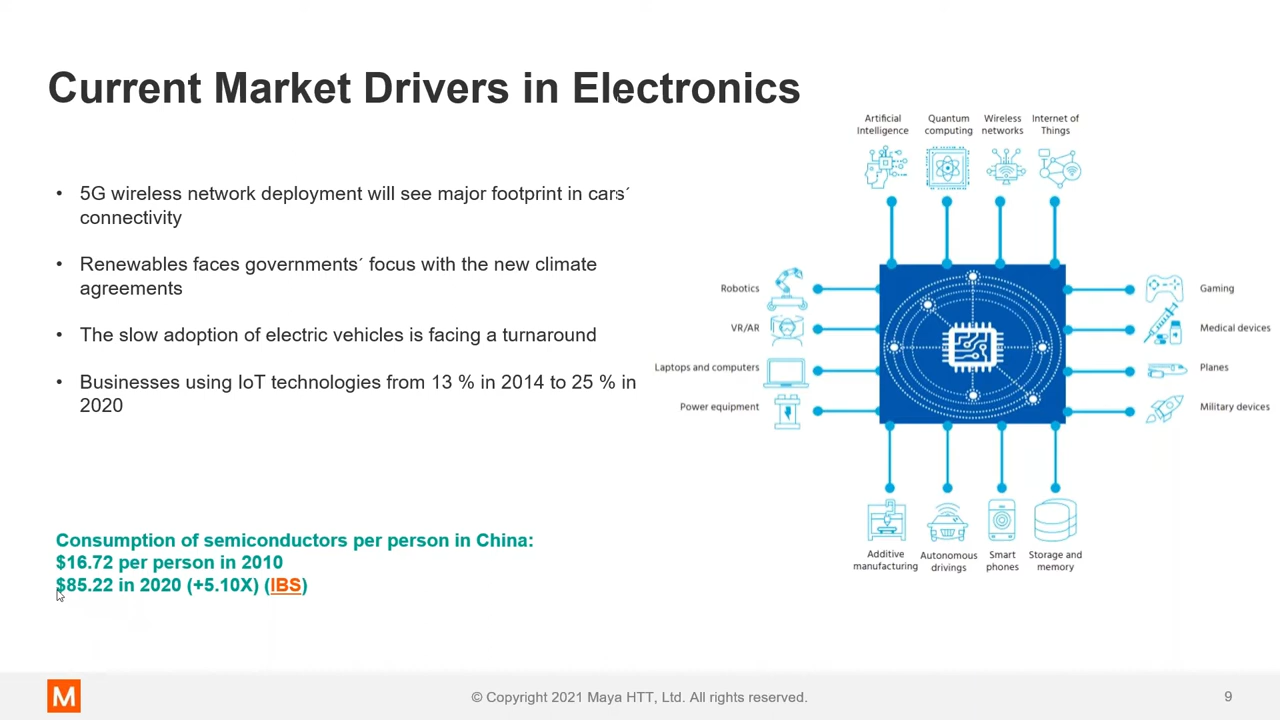 Current Market Drivers in Electronics
• 5G wireless network deployment will see major footprint in cars´
connectivity
• Renewables faces governments´ focus with the new climate
agreements
• The slow adoption of electric vehicles is facing a turnaround
• Businesses using IoT technologies from 13 % in 2014 to 25 % in
2020
Consumption of semiconductors per person in China:
$16.72 per person in 2010
$85.22 in 2020 (+5.10X) (IBS)
Artificial
Intelligence
Quantum
computing
Wireless
networks
Internet of
Things
Robotics
VR/AR
Laptops and computers
Power equipment
Gaming
Medical devices
Planes
Military devices
Additive
manufacturing
Autonomous
drivings
Smart
phones
Storage and
memory
M
© Copyright 2021 Maya HTT, Ltd. All rights reserved.
9